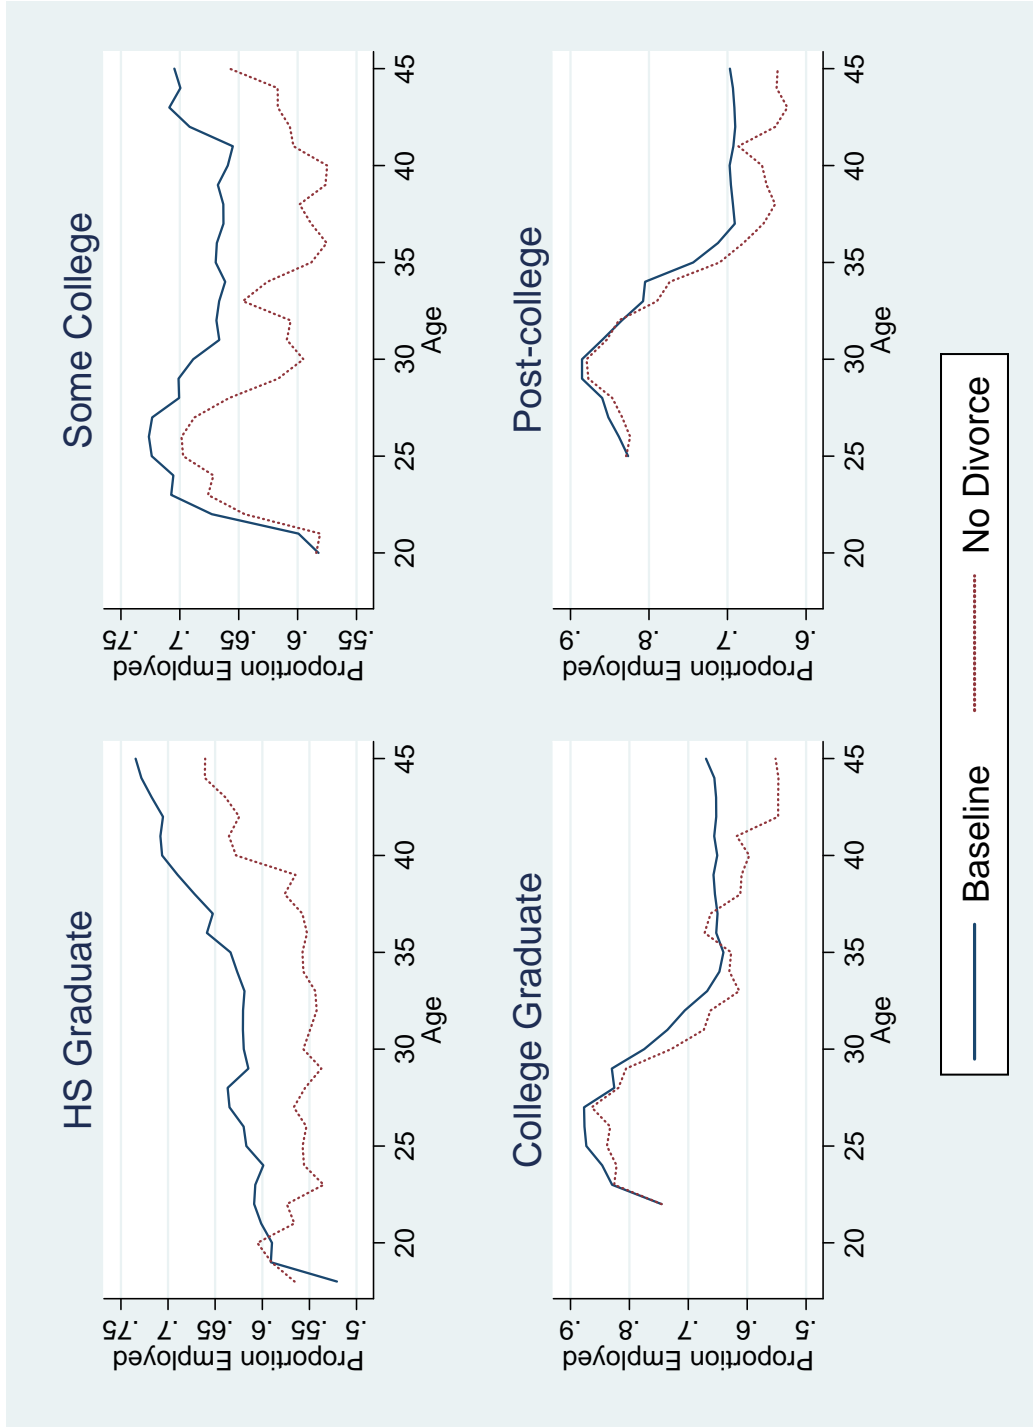 HS Graduate
Proportion Employed
.5 .55 .6 .65 .7 .75
20 25 30 35 40 45
Age
Some College
Proportion Employed
.55 .6 .65 .7 .75
20 25 30 35 40 45
Age
College Graduate
Proportion Employed
.5 .6 .7 .8 .9
20 25 30 35 40 45
Age
Post-college
Proportion Employed
.6 .7 .8 .9
20 25 30 35 40 45
Age
Baseline No Divorce